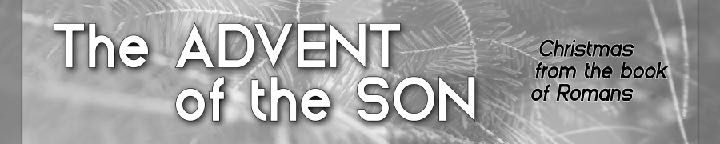 The ADVENT
of the SON
Christmas
from the book
of Romans